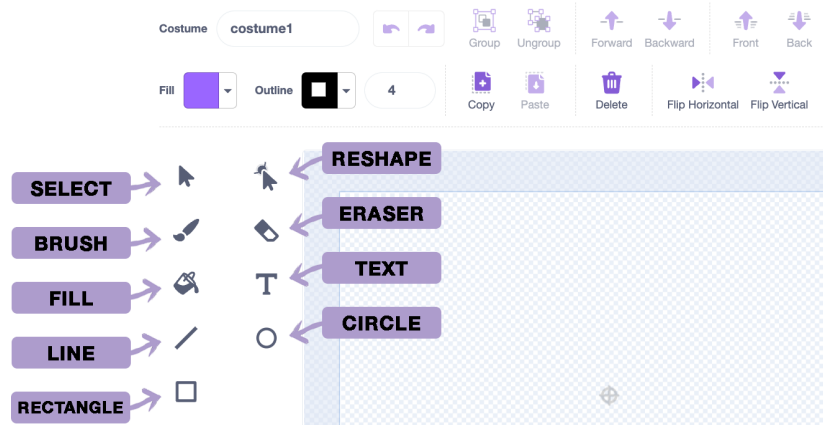 Costume
costume1
Group
Ungroup
Forward
Backward
Front
Back
Fill
Outline
4
Copy
Paste
Delete
Flip Horizontal
Flip Vertical
SELECT
RESHAPE
BRUSH
ERASER
FILL
TEXT
LINE
CIRCLE
RECTANGLE